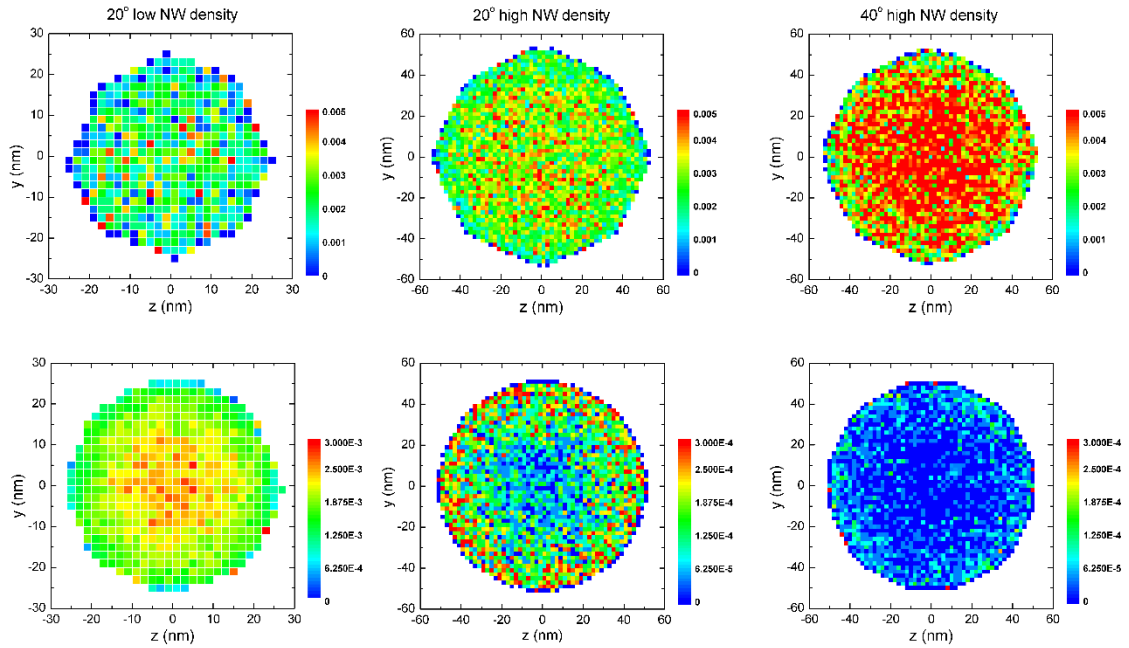 20° low NW density
20° high NW density
40° high NW density
30
20
10
0
-10
-20
-30
y (nm)
-30 -20 -10 0 10 20 30
z (nm)
0.005
0.004
0.003
0.002
0.001
0
60
40
20
0
-20
-40
-60
y (nm)
-60 -40 -20 0 20 40 60
z (nm)
0.005
0.004
0.003
0.002
0.001
0
60
40
20
0
-20
-40
-60
y (nm)
-60 -40 -20 0 20 40 60
z (nm)
0.005
0.004
0.003
0.002
0.001
0
30
20
10
0
-10
-20
-30
y (nm)
-30 -20 -10 0 10 20 30
z (nm)
3.000E-3
2.500E-3
1.875E-3
1.250E-3
6.250E-4
0
60
40
20
0
-20
-40
-60
y (nm)
-60 -40 -20 0 20 40 60
z (nm)
3.000E-4
2.500E-4
1.875E-4
1.250E-4
6.250E-5
0
60
40
20
0
-20
-40
-60
y (nm)
-60 -40 -20 0 20 40 60
z (nm)
3.000E-4
2.500E-4
1.875E-4
1.250E-4
6.250E-5
0